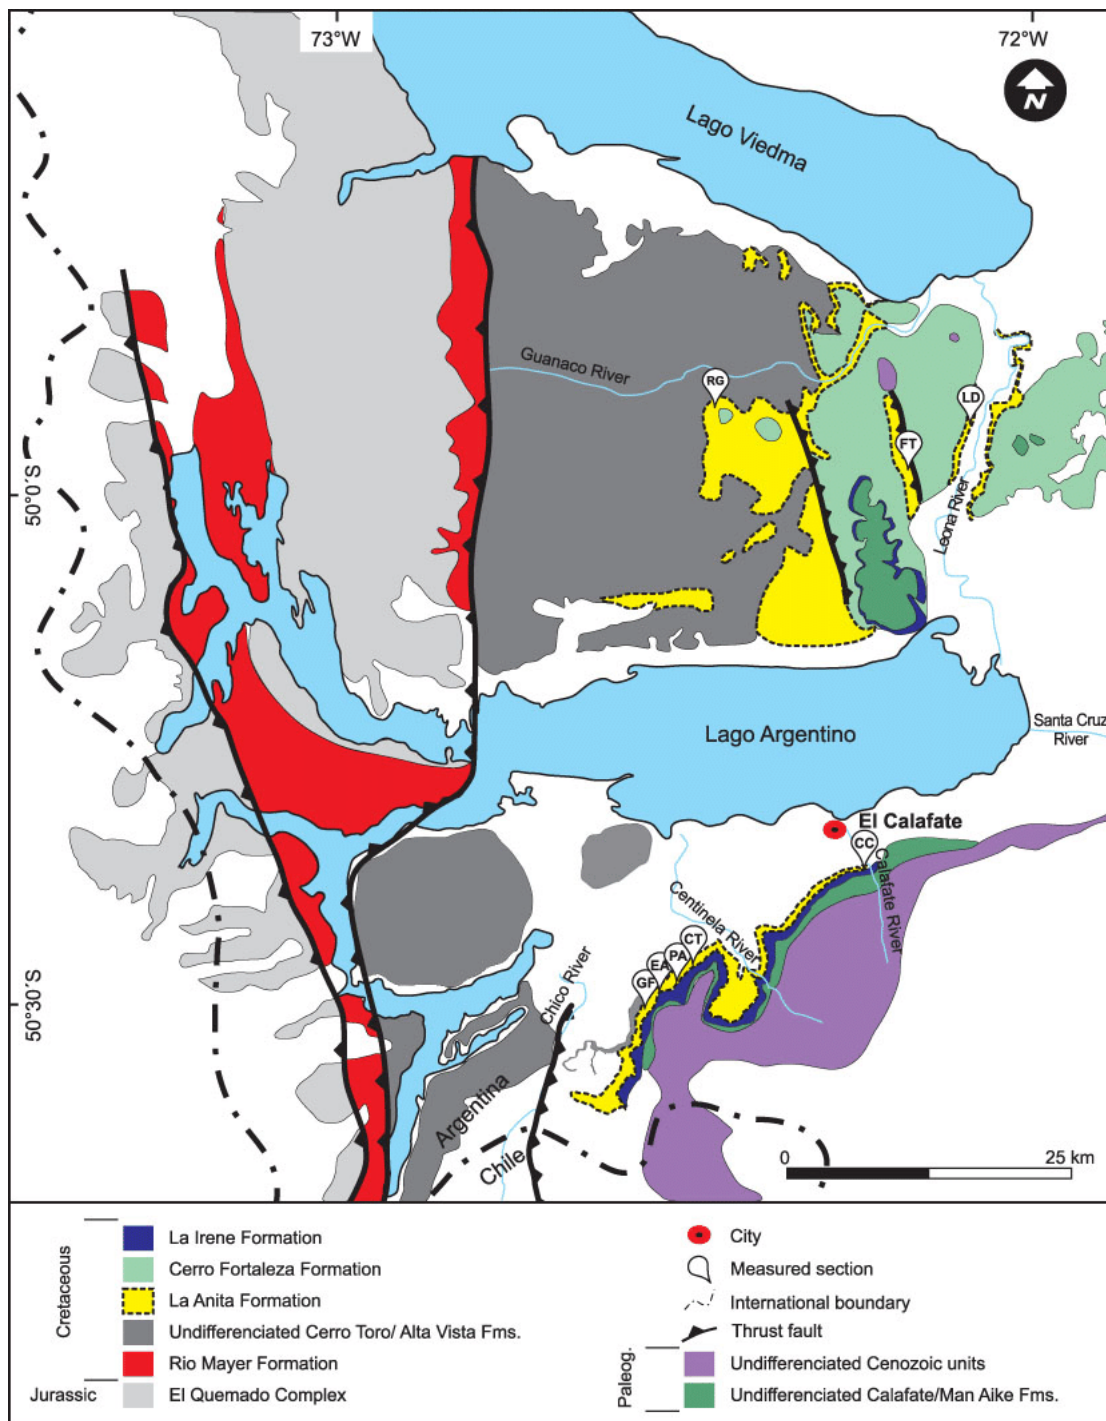 73°W
72°W
N
Lago Viedma
Guanaco River
RG
LD
FT
50°0´S
Leona River
Lago Argentino
Santa Cruz
River
El Calafate
CC
Calafate River
Centinela River
CT
PA
EA
GF
Chico River
50°30´S
Argentina
Chile
0
25 km
Cretaceous
La Irene Formation
Cerro Fortaleza Formation
La Anita Formation
Undifferenciated Cerro Toro/ Alta Vista Fms.
Rio Mayer Formation
Jurassic
El Quemado Complex
City
Measured section
International boundary
Thrust fault
Paleog.
Undifferenciated Cenozoic units
Undifferenciated Calafate/Man Aike Fms.